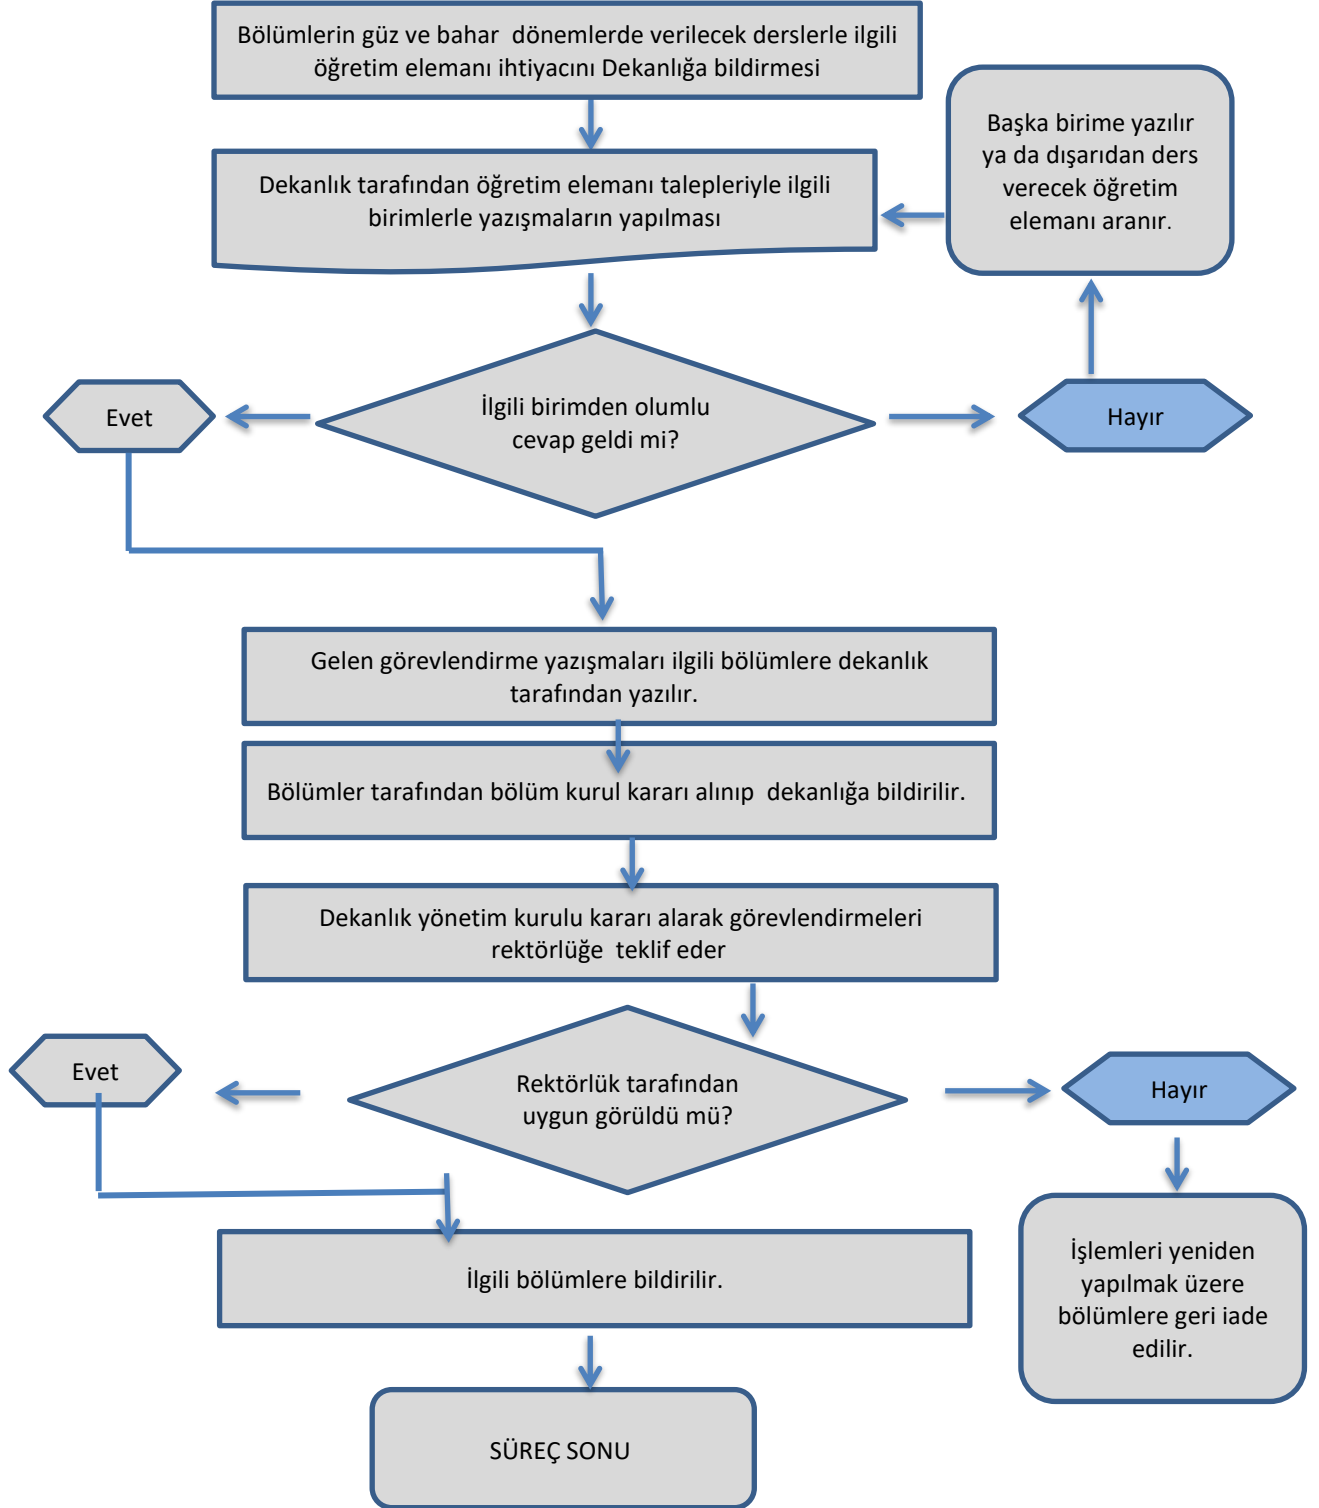 Bölümlerin güz ve bahar  dönemlerde verilecek derslerle ilgili
öğretim elemanı ihtiyacını Dekanlığa bildirmesi
Başka birime yazılır
ya da dışarıdan ders
verecek öğretim
elemanı aranır.
Dekanlık tarafından öğretim elemanı talepleriyle ilgili
birimlerle yazışmaların yapılması
Evet
İlgili birimden olumlu
cevap geldi mi?
Hayır
Gelen görevlendirme yazışmaları ilgili bölümlere dekanlık
tarafından yazılır.
Bölümler tarafından bölüm kurul kararı alınıp  dekanlığa bildirilir.
Dekanlık yönetim kurulu kararı alarak görevlendirmeleri
rektörlüğe  teklif eder
Evet
Rektörlük tarafından
uygun görüldü mü?
Hayır
İlgili bölümlere bildirilir.
İşlemleri yeniden
yapılmak üzere
bölümlere geri iade
edilir.
SÜREÇ SONU